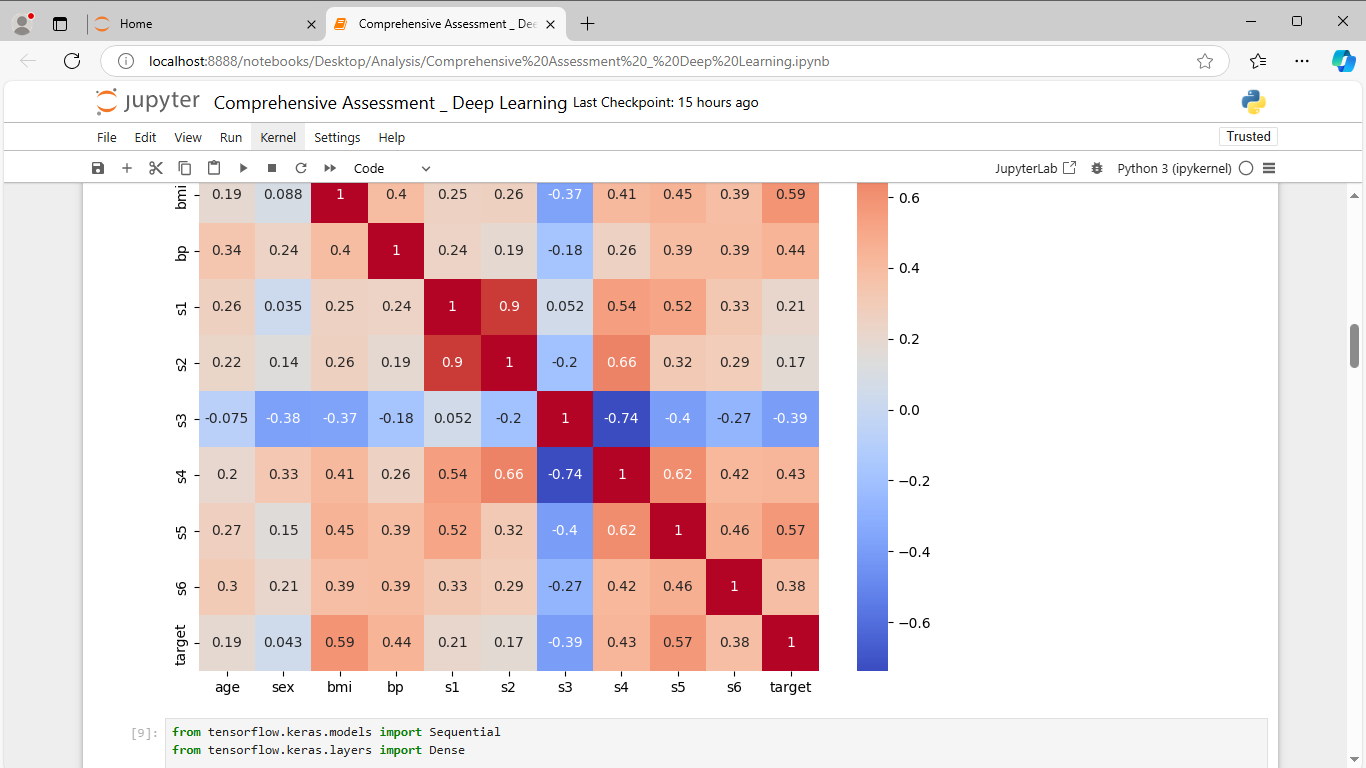 Home
Comprehensive Assessment _ Dee
localhost:8888/notebooks/Desktop/Analysis/Comprehensive%20Assessment%20_%20Deep%20Learning.ipynb
jupyter Comprehensive Assessment _ Deep Learning Last Checkpoint: 15 hours ago
File Edit View Run Kernel Settings Help Trusted
Code JupyterLab Python 3 (ipykernel)
bmi 0.19 0.088 1 0.4 0.25 0.26 -0.37 0.41 0.45 0.39 0.59
bp 0.34 0.24 0.4 1 0.24 0.19 -0.18 0.26 0.39 0.39 0.44
s1 0.26 0.035 0.25 0.24 1 0.9 0.052 0.54 0.52 0.33 0.21
s2 0.22 0.14 0.26 0.19 0.9 1 -0.2 0.66 0.32 0.29 0.17
s3 -0.075 -0.38 -0.37 -0.18 0.052 -0.2 1 -0.74 -0.4 -0.27 -0.39
s4 0.2 0.33 0.41 0.26 0.54 0.66 -0.74 1 0.62 0.42 0.43
s5 0.27 0.15 0.45 0.39 0.52 0.32 -0.4 0.62 1 0.46 0.57
s6 0.3 0.21 0.39 0.39 0.33 0.29 -0.27 0.42 0.46 1 0.38
target 0.19 0.043 0.59 0.44 0.21 0.17 -0.39 0.43 0.57 0.38 1
age sex bmi bp s1 s2 s3 s4 s5 s6 target
0.6
0.4
0.2
0.0
−0.2
−0.4
−0.6
[9]:
from tensorflow.keras.models import Sequential
from tensorflow.keras.layers import Dense